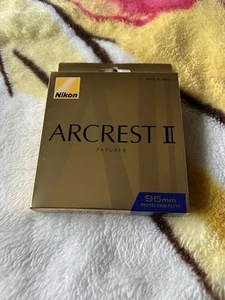 Nikon
ARCREST II
アルクレスト II
95mm
PROTECTION FILTER